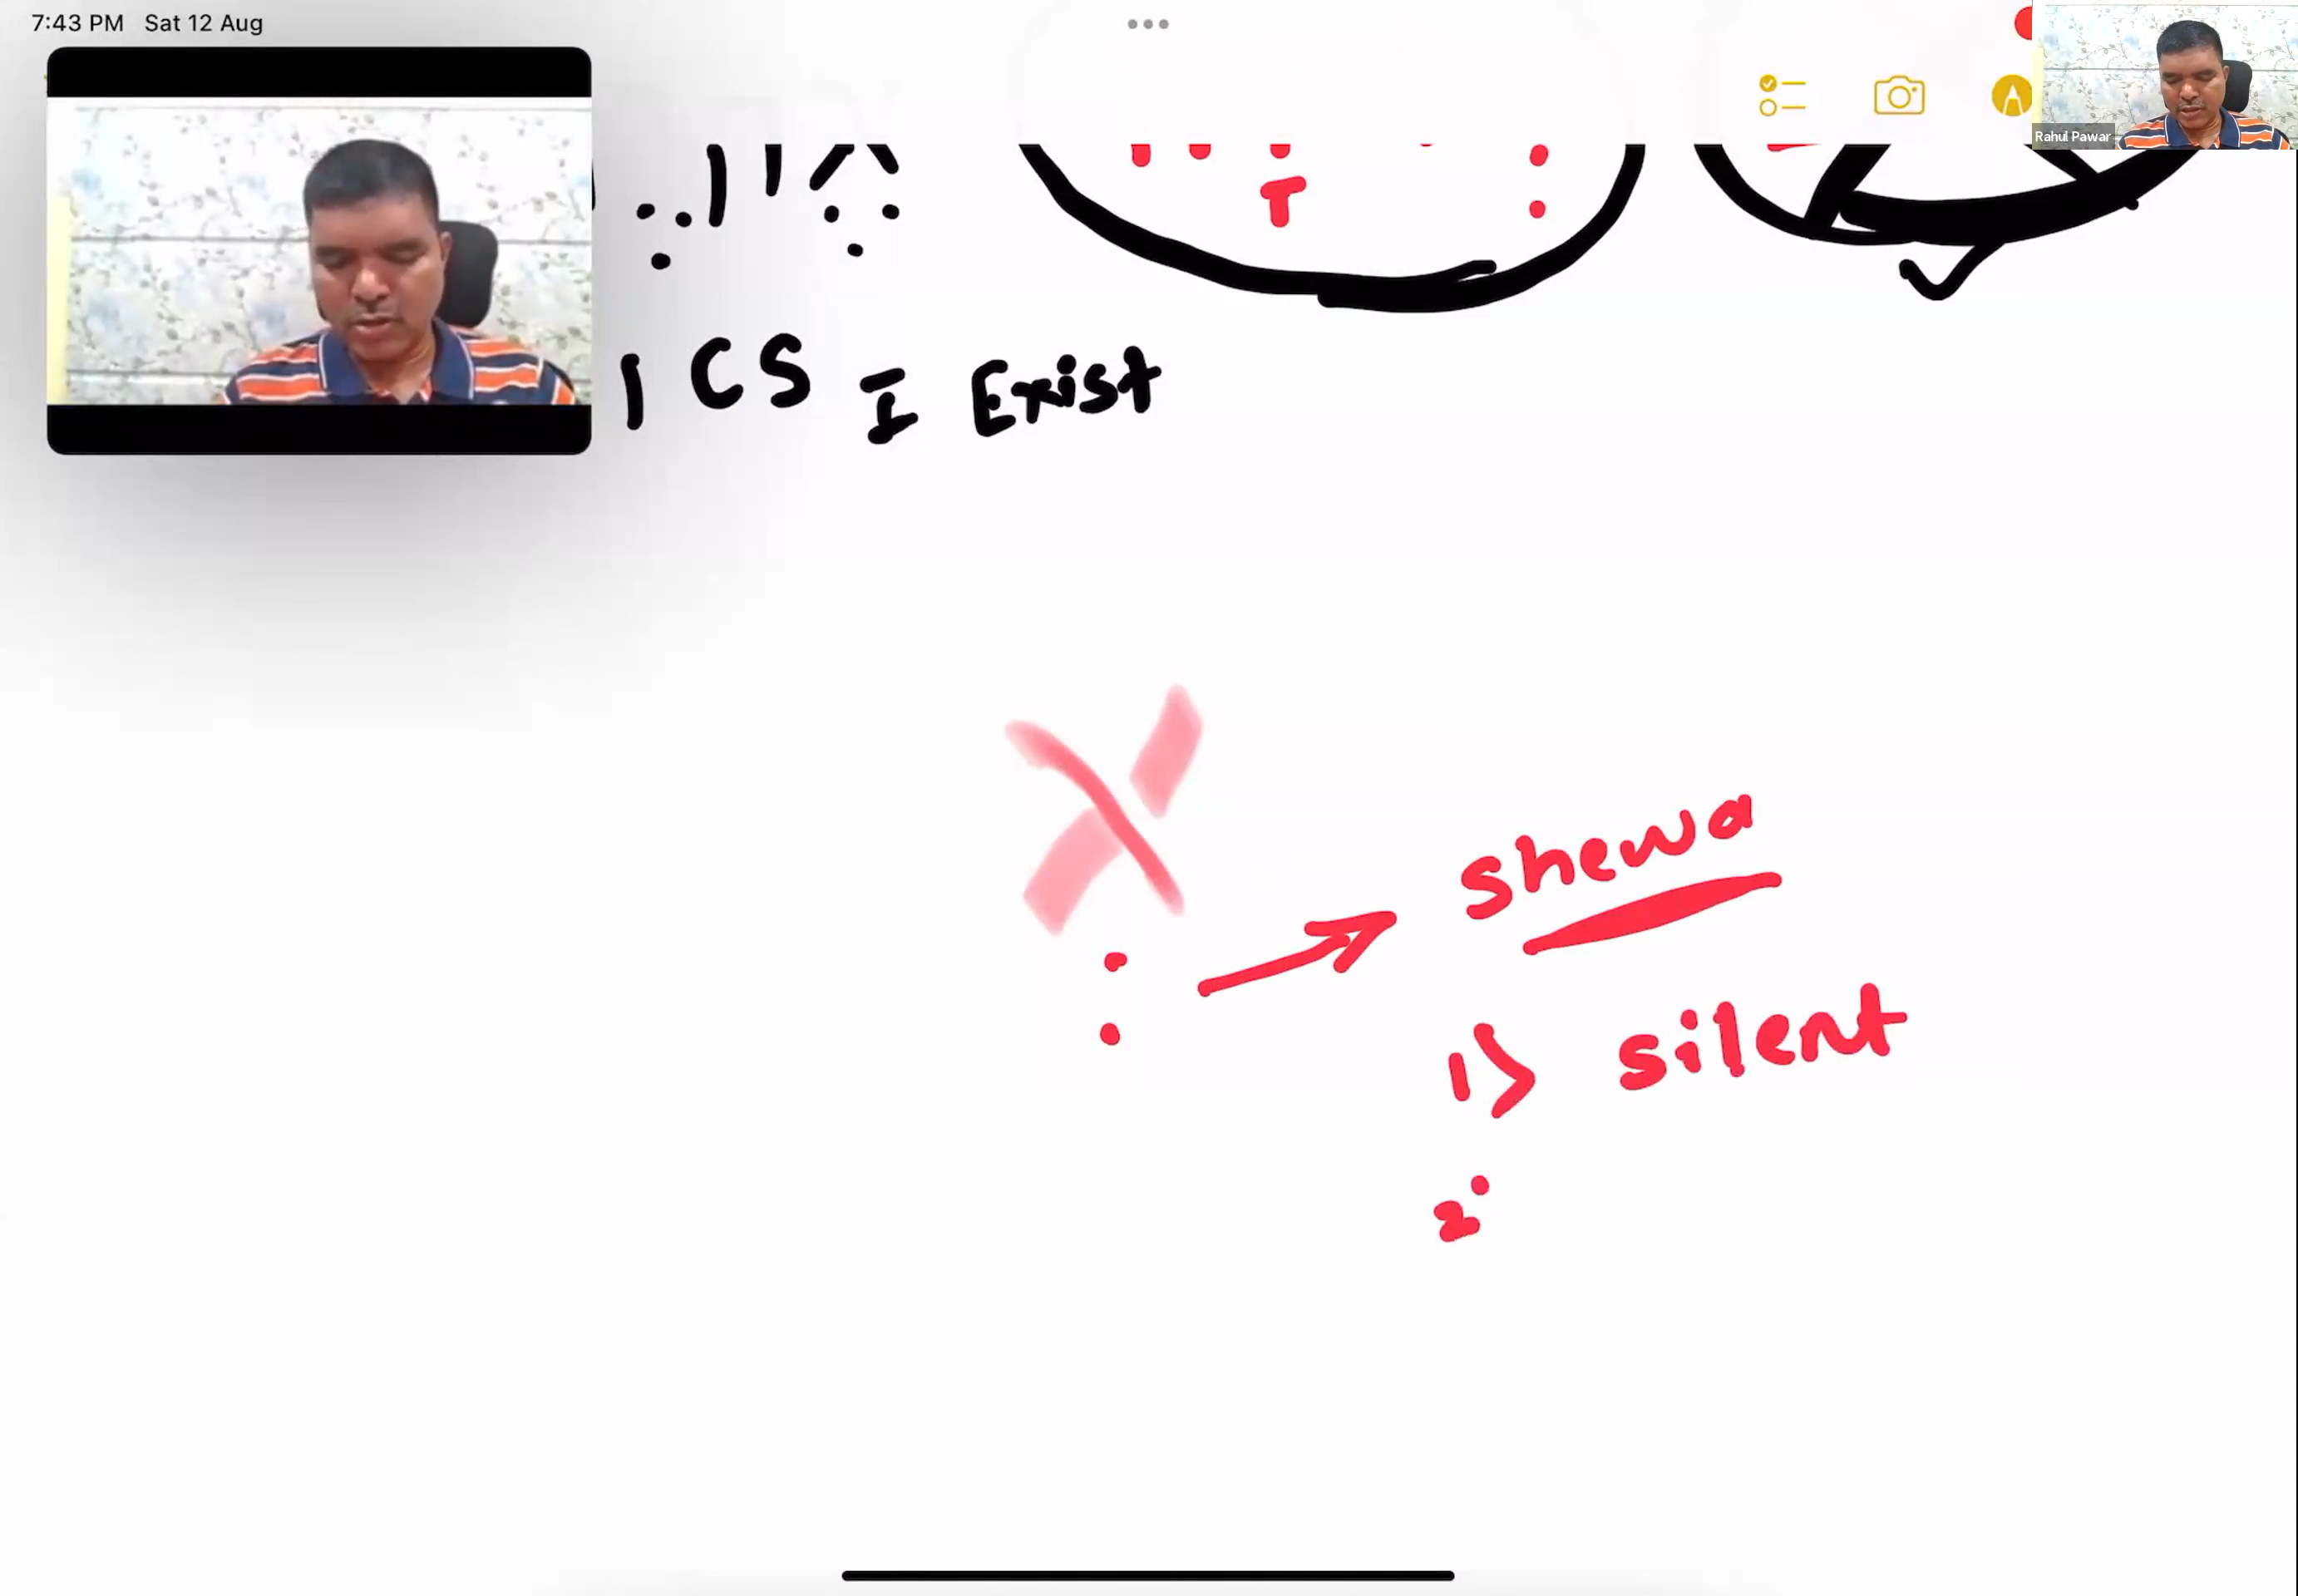 7:43 PM Sat 12 Aug
Rahul Pawar
I CS I Exist
א
shewa
1) silent
2